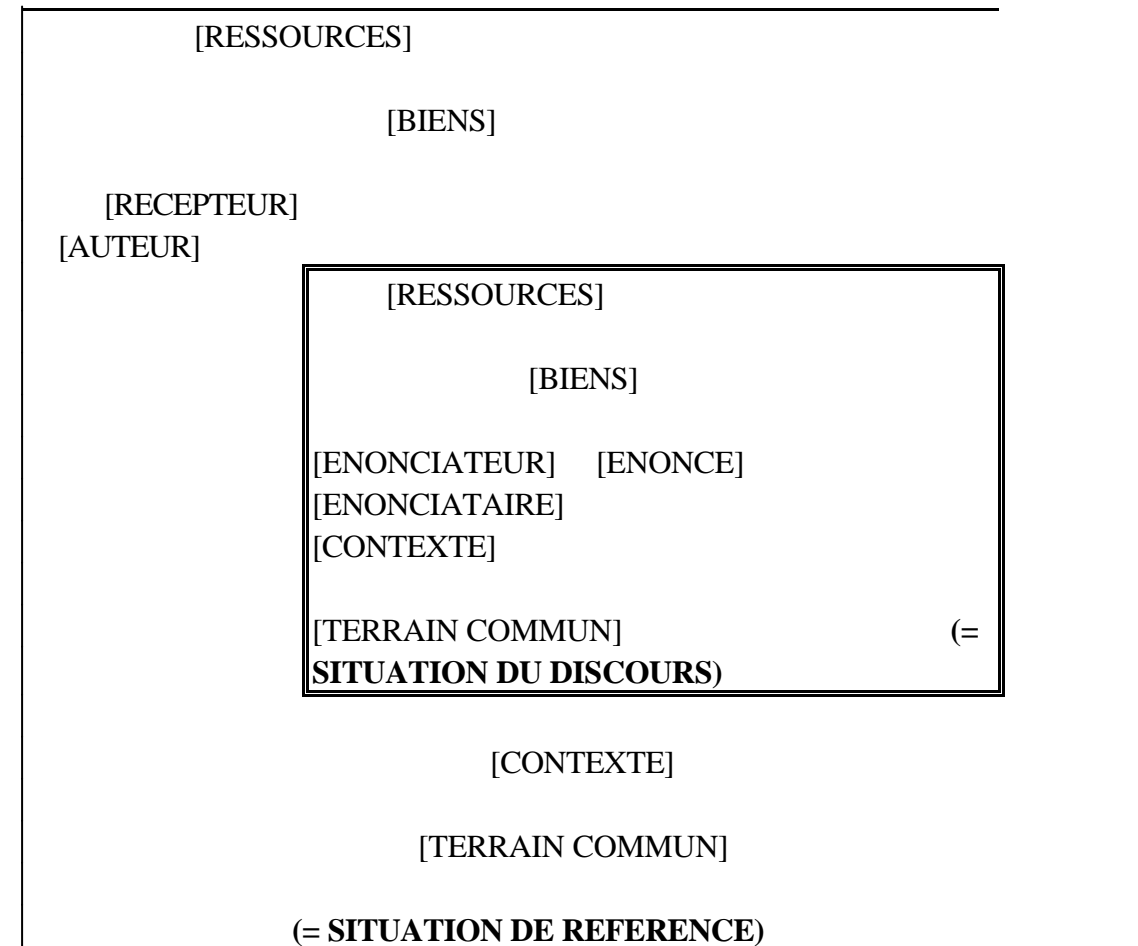 [RESSOURCES]
[BIENS]
[RECEPTEUR]
[AUTEUR]
[RESSOURCES]
[BIENS]
[ENONCIATEUR] [ENONCE]
[ENONCIATAIRE]
[CONTEXTE]
[TERRAIN COMMUN] (=
SITUATION DU DISCOURS)
[CONTEXTE]
[TERRAIN COMMUN]
(= SITUATION DE REFERENCE)